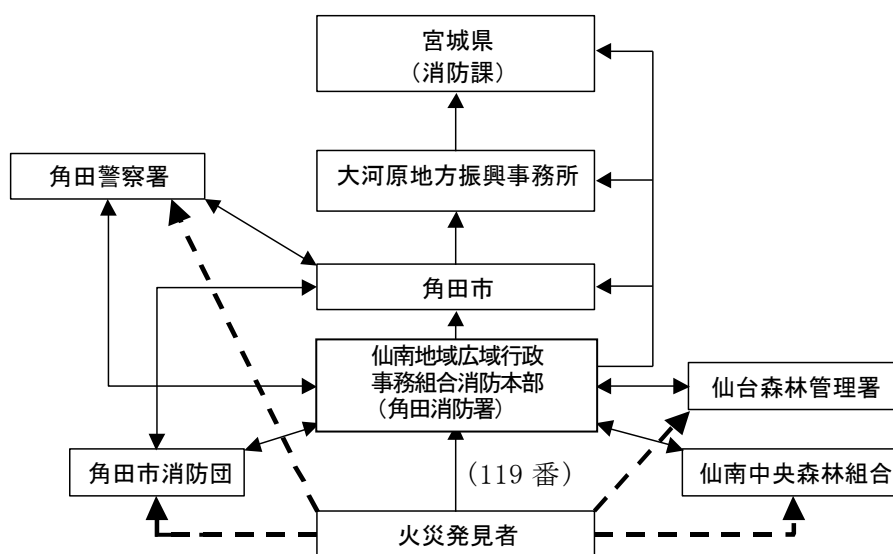 宮城県
(消防課)
角田警察署
大河原地方振興事務所
角田市
仙南地域広域行政
事務組合消防本部
(角田消防署)
仙台森林管理署
角田市消防団
(119 番)
仙南中央森林組合
火災発見者